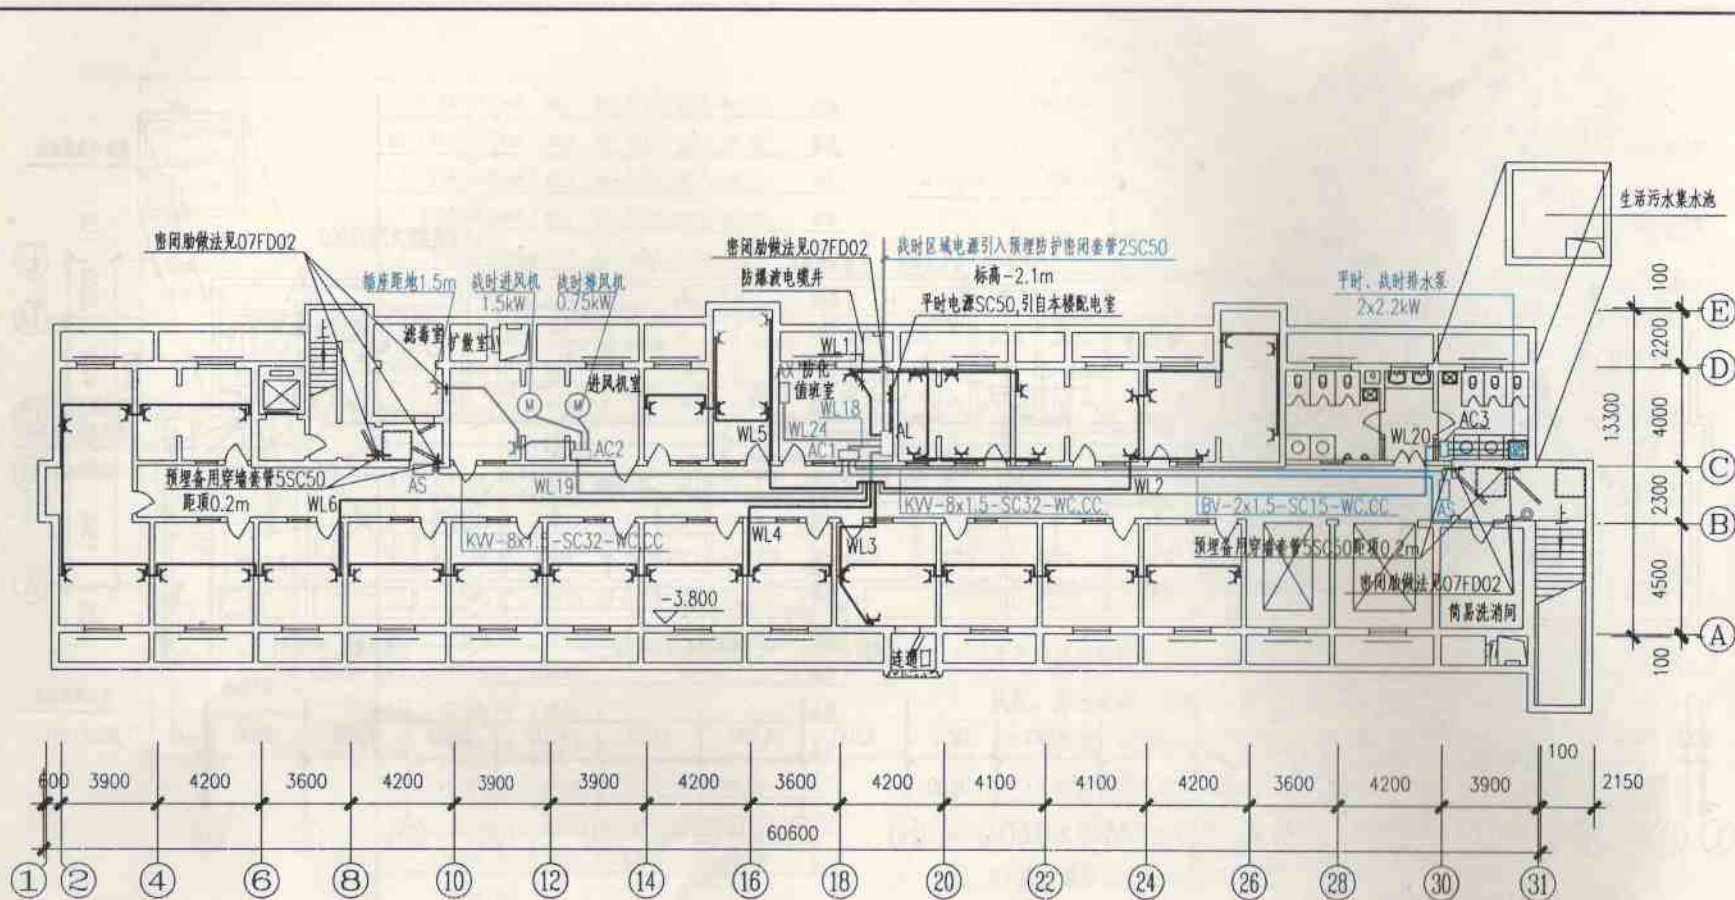 生活污水集水池
密闭肋做法见07FD02
密闭肋做法见07FD02
战时区域电源引入预埋防护密闭套管2SC50
插座距地1.5m
战时进风机
1.5kW
战时排风机
0.75kW
防爆波电缆井
标高-2.1m
平时电源SC50,引自本楼配电室
平时、战时排水泵
2x2.2kW
滤毒室
扩散室
进风机室
WL1
防化
值班室
WL18
WL24
AC1
AL
WL5
AC2
M
M
AC3
WL20
预埋备用穿墙套管5SC50
距顶0.2m
AS
WL6
WL19
WL2
KVV-8x1.5-SC32-WC,CC
BV-2x1.5-SC15-WC.CC
AS
KVV-8x1.5-SC32-WC,CC
WL4
WL3
预埋备用穿墙套管5SC50距顶0.2m
密闭肋做法见07FD02
简易洗消间
-3.800
连通
上
100
2200
4000
2300
4500
100
13300
E
D
C
B
A
600 3900 4200 3600 4200 3900 3900 4200 3600 4200 4100 4100 4200 3600 4200 3900 100 2150
60600
1 2 4 6 8 10 12 14 16 18 20 22 24 26 28 30 31